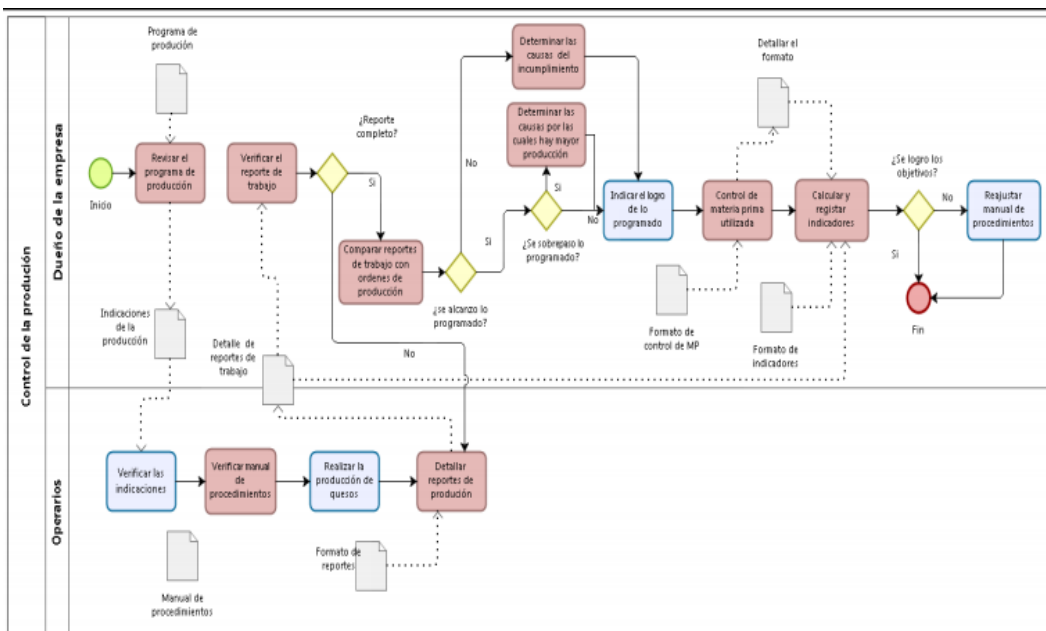 Control de la produción
Dueño de la empresa
Operarios
Programa de
produción
Inicio
Revisar el
programa de
producción
Indicaciones
de la
producción
Verificar el
reporte de
trabajo
¿Reporte
completo?
Si
No
Comparar reportes
de trabajo con
ordenes de
producción
¿se alcanzo lo
programado?
No
Si
Determinar las
causas del
incumplimiento
Determinar las
causas por las
cuales hay mayor
producción
Si
No
¿Se sobrepaso lo
programado?
Indicar el logro
de lo
programado
Control de
materia prima
utilizada
Detallar el
formato
Calcular y
registar
indicadores
Formato de
control de MP
Formato de
indicadores
¿Se logro los
objetivos?
No
Si
Reajustar
manual de
procedimientos
Fin
Detalle de
reportes de
trabajo
Verificar las
indicaciones
Verificar manual
de
procedimientos
Realizar la
producción de
quesos
Detallar
reportes de
produción
Manual de
procedimientos
Formato de
reportes